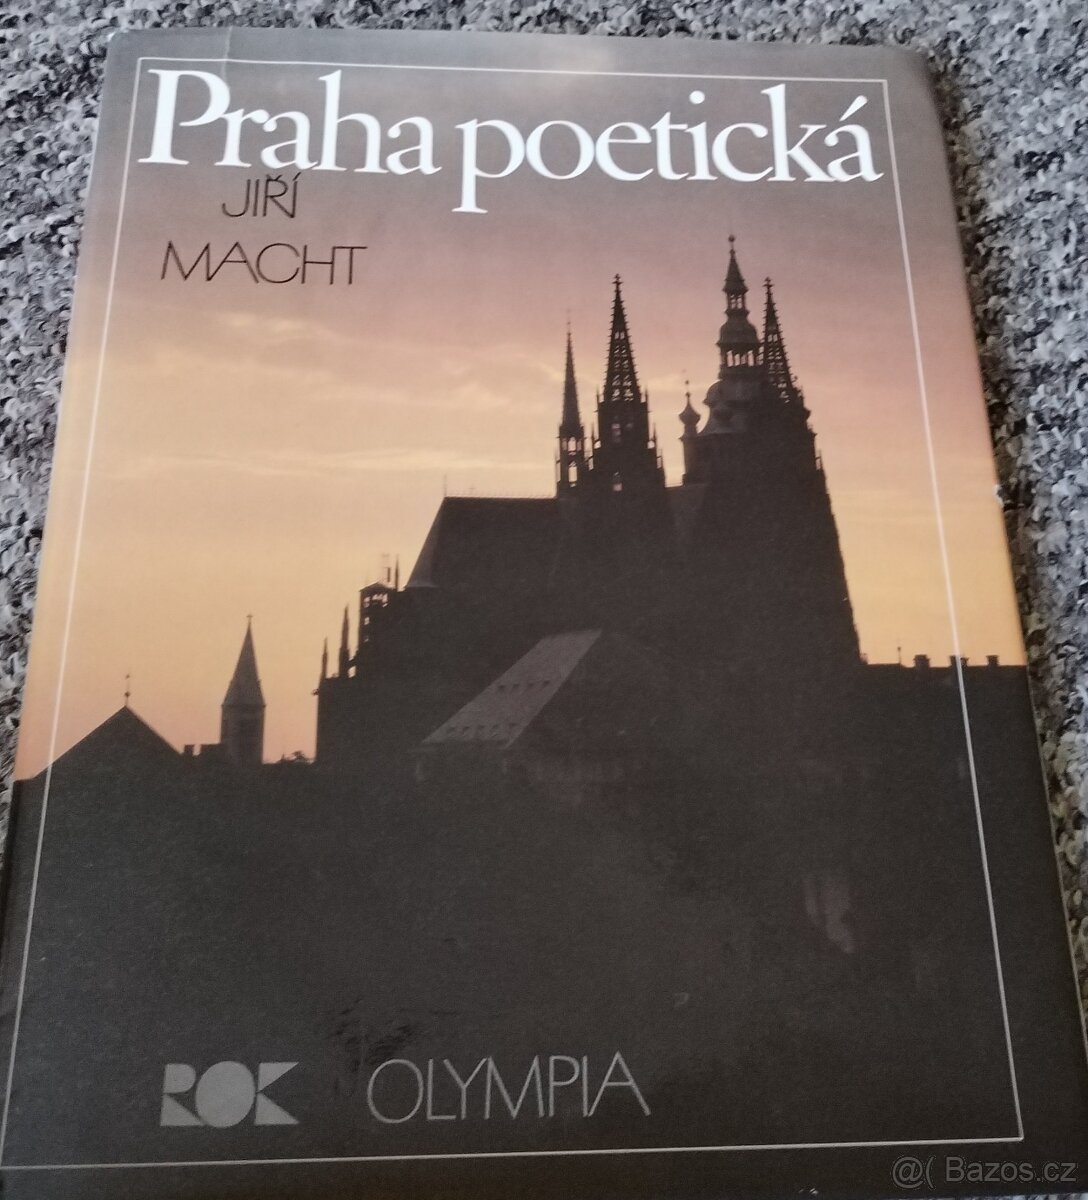 Praha poetická
JIŘÍ
MACHT
ROK OLYMPIA
@( Bazos.cz